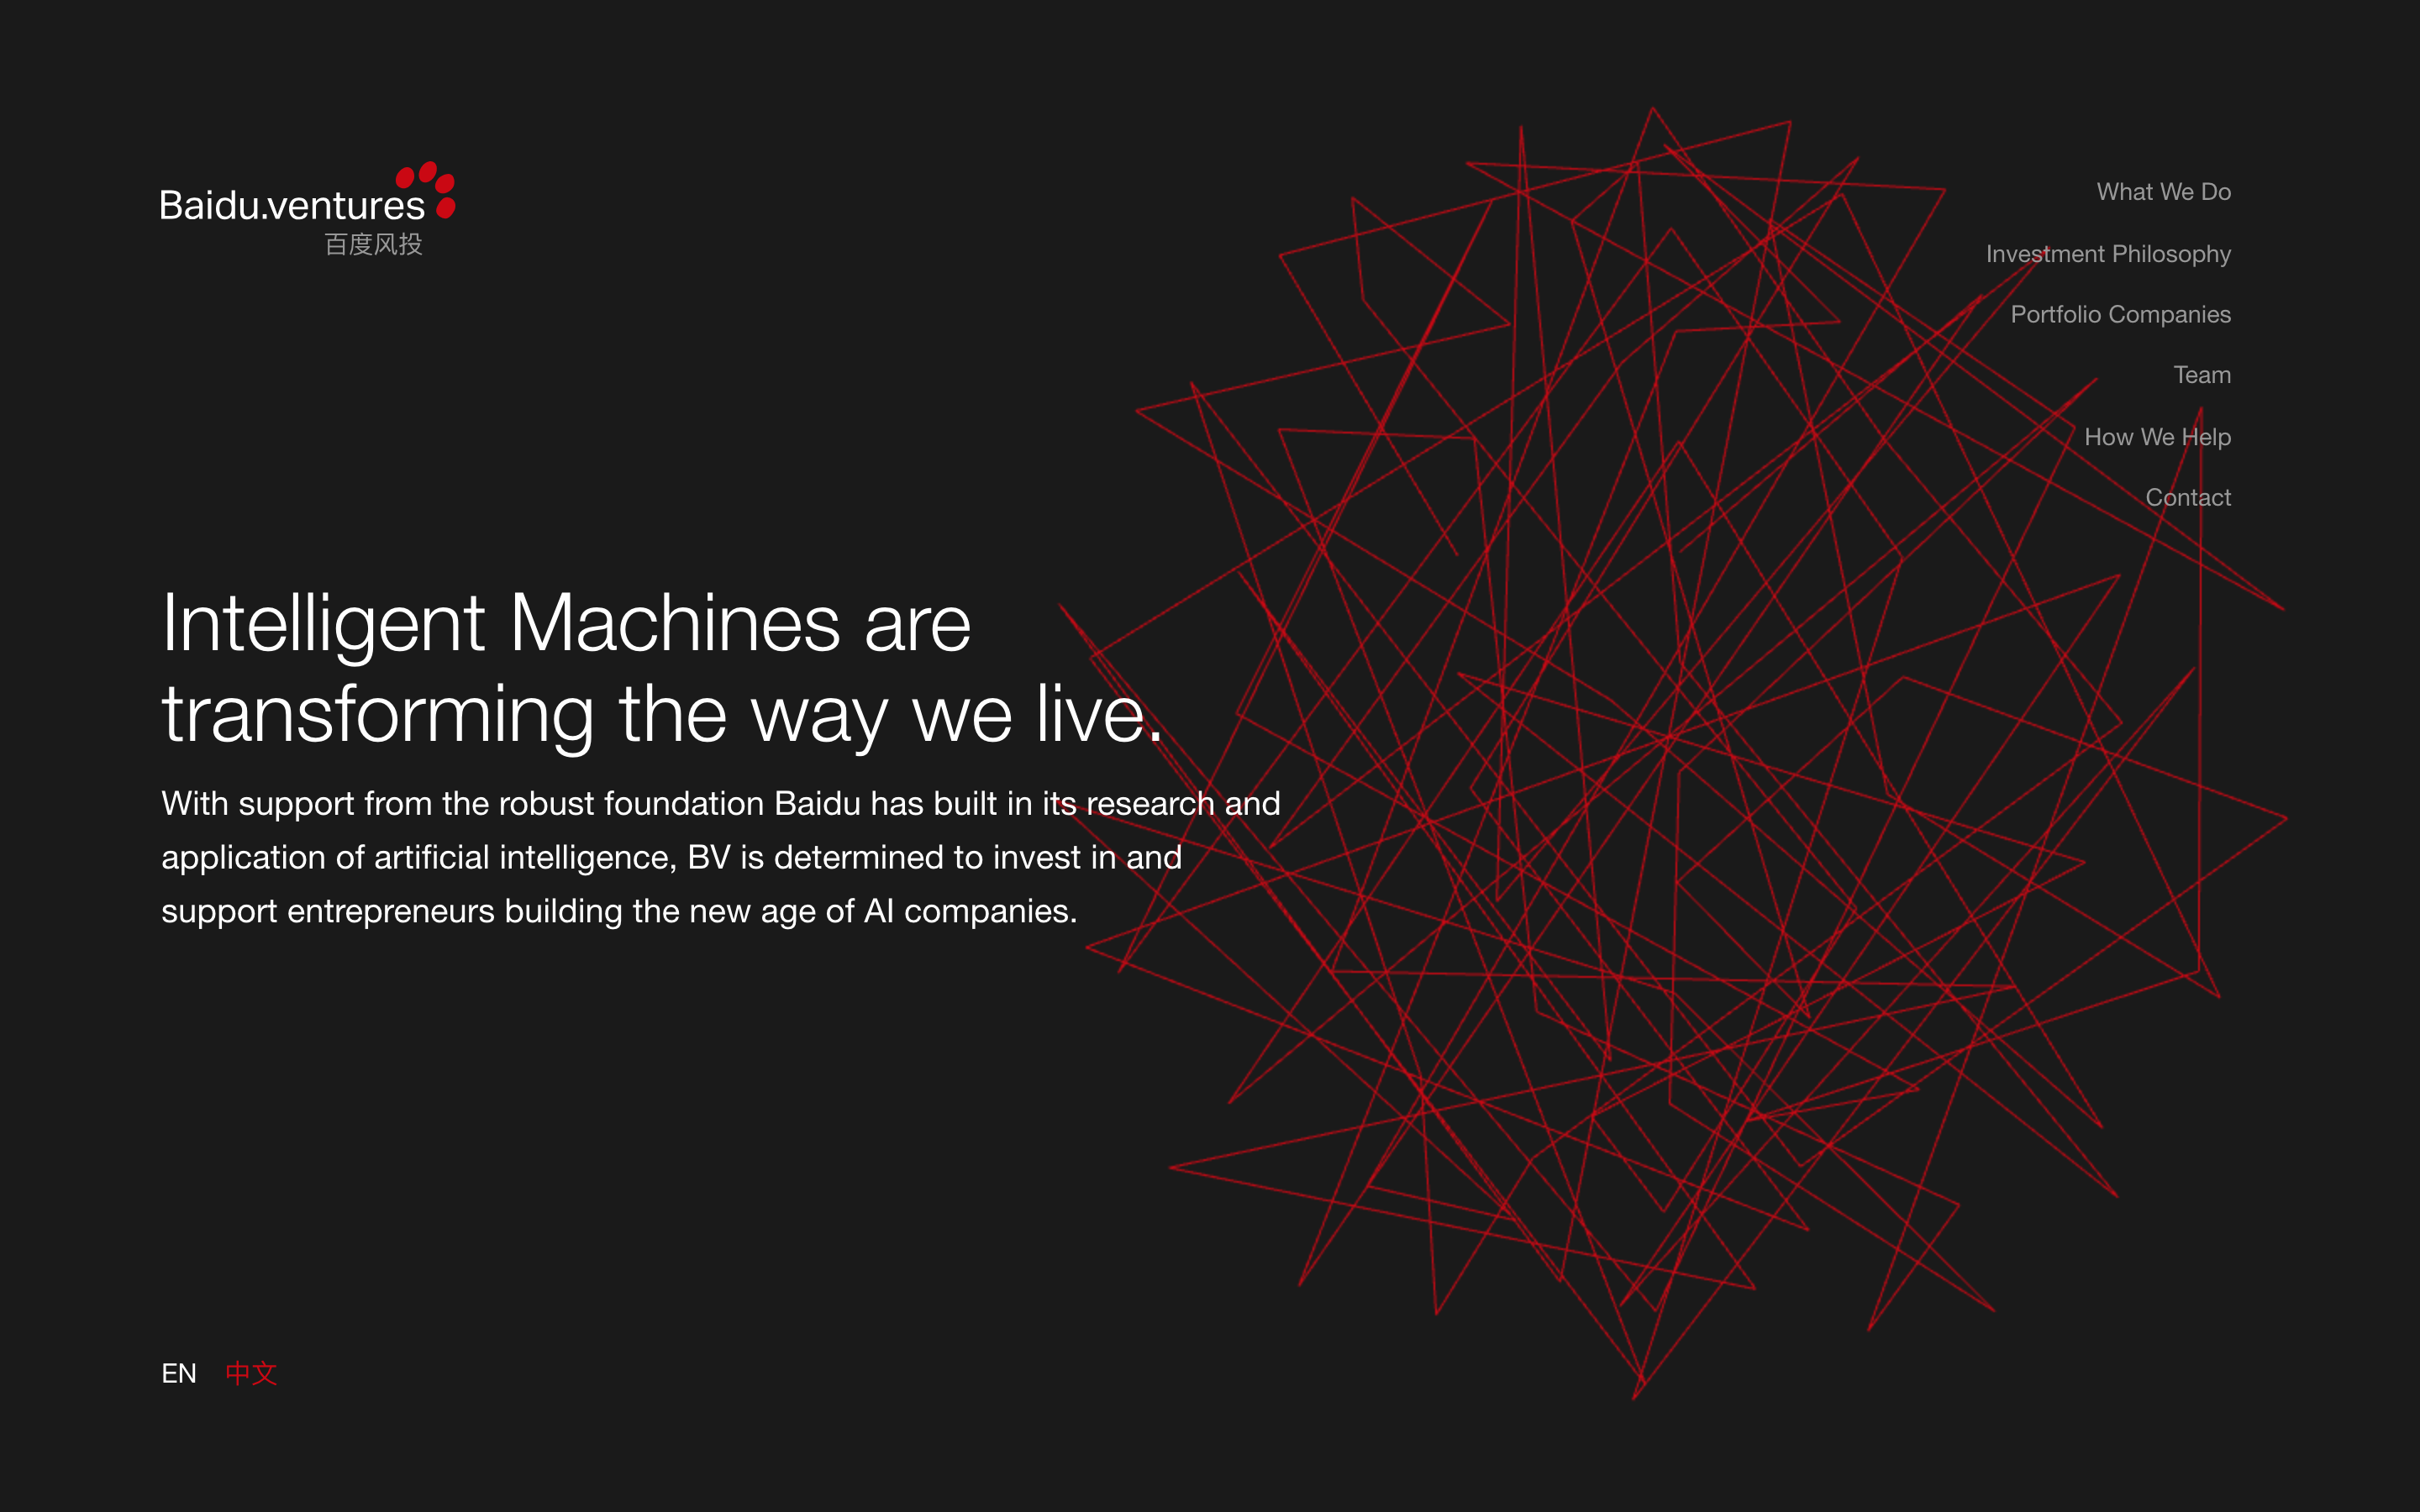 Baidu.ventures
百度风投
What We Do
Investment Philosophy
Portfolio Companies
Team
How We Help
Contact
Intelligent Machines are
transforming the way we live.
With support from the robust foundation Baidu has built in its research and
application of artificial intelligence, BV is determined to invest in and
support entrepreneurs building the new age of AI companies.
EN 中文